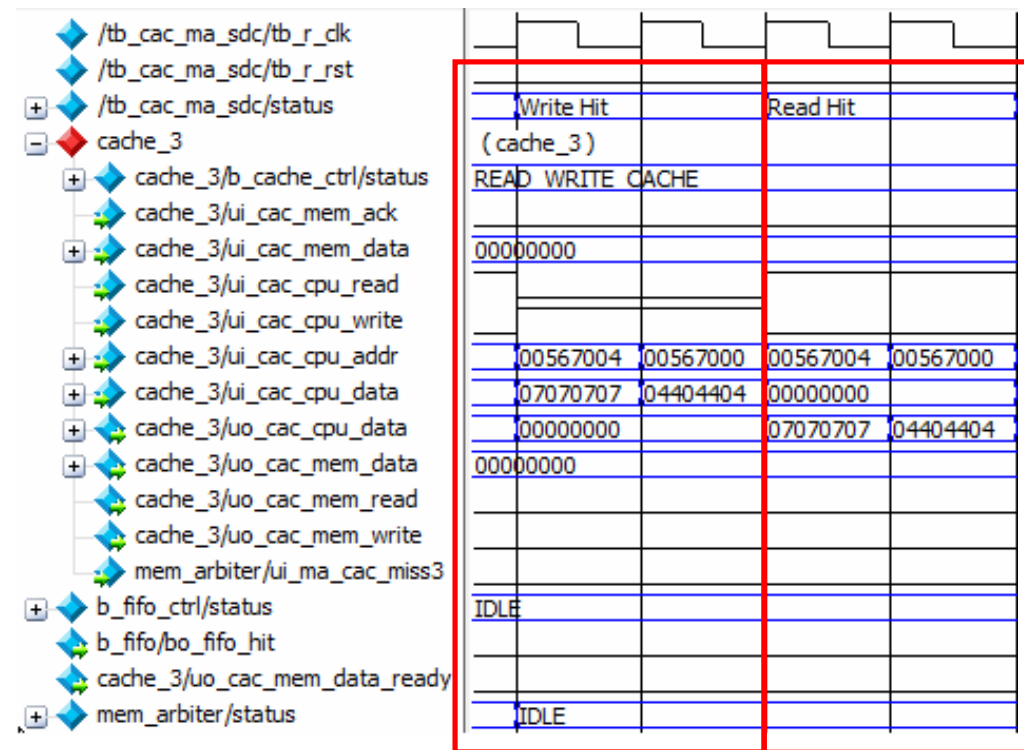 /tb_cac_ma_sdc/tb_r_clk
/tb_cac_ma_sdc/tb_r_rst
/tb_cac_ma_sdc/status Write Hit Read Hit
cache_3 ( cache_3 )
cache_3/b_cache_ctrl/status READ WRITE CACHE
cache_3/ui_cac_mem_ack
cache_3/ui_cac_mem_data 00000000
cache_3/ui_cac_cpu_read
cache_3/ui_cac_cpu_write
cache_3/ui_cac_cpu_addr 00567004 00567000 00567004 00567000
cache_3/ui_cac_cpu_data 07070707 04404404 00000000
cache_3/uo_cac_cpu_data 00000000 07070707 04404404
cache_3/uo_cac_mem_data 00000000
cache_3/uo_cac_mem_read
cache_3/uo_cac_mem_write
mem_arbiter/ui_ma_cac_miss3
b_fifo_ctrl/status IDLE
b_fifo/bo_fifo_hit
cache_3/uo_cac_mem_data_ready
mem_arbiter/status IDLE